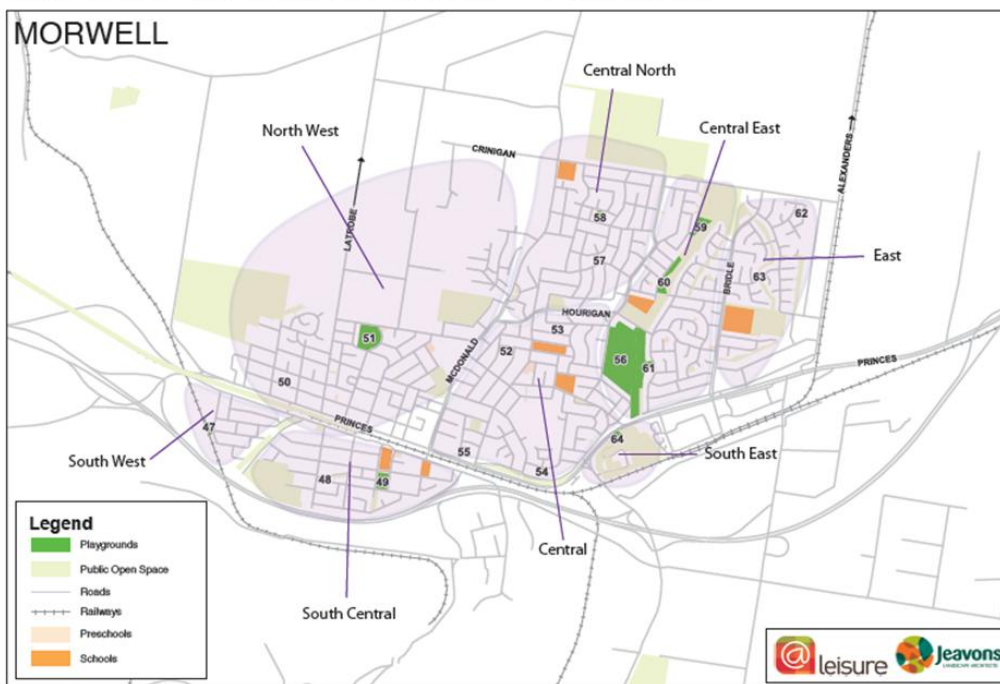 MORWELL
Central North
North West
Central East
CRINIGAN
ALEXANDERS
LATROBE
58
59
62
57
East
60
63
BRIDLE
HOURIGAN
53
51
52
56
61
MCDONALD
PRINCES
50
PRINCES
47
64
South West
55
South East
54
48
49
Central
South Central
Legend
Playgrounds
Public Open Space
Roads
Railways
Preschools
Schools
@leisure
Jeavons
LANDSCAPE ARCHITECTS